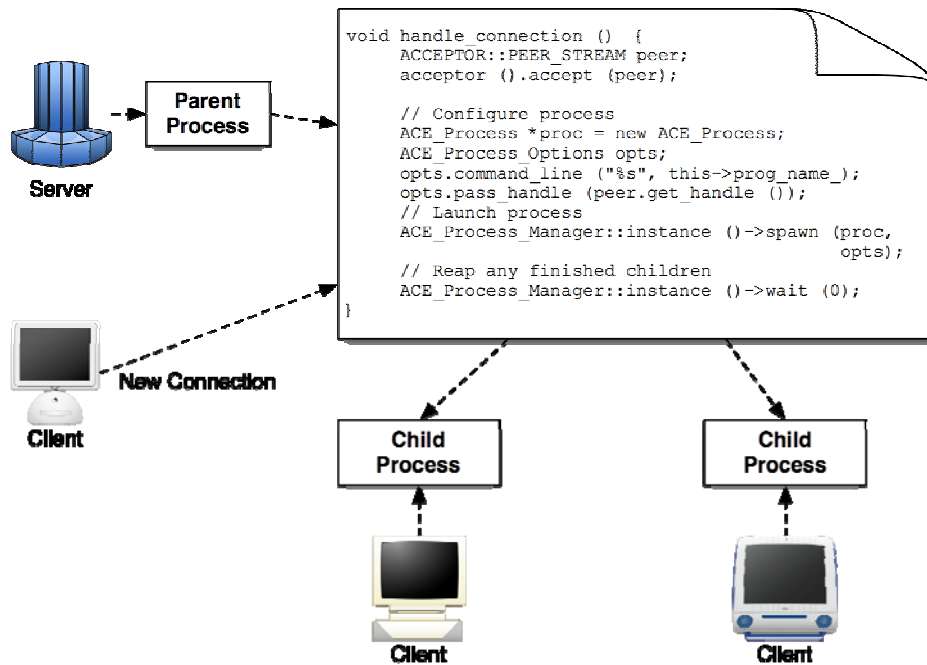 void handle_connection () {
ACCEPTOR::PEER_STREAM peer;
acceptor ().accept (peer);
// Configure process
ACE_Process *proc = new ACE_Process;
ACE_Process_Options opts;
opts.command_line ("%s", this->prog_name_);
opts.pass_handle (peer.get_handle ());
// Launch process
ACE_Process_Manager::instance ()->spawn (proc,
opts);
// Reap any finished children
ACE_Process_Manager::instance ()->wait (0);
}
Parent
Process
Server
New Connection
Client
Child
Process
Child
Process
Client
Client